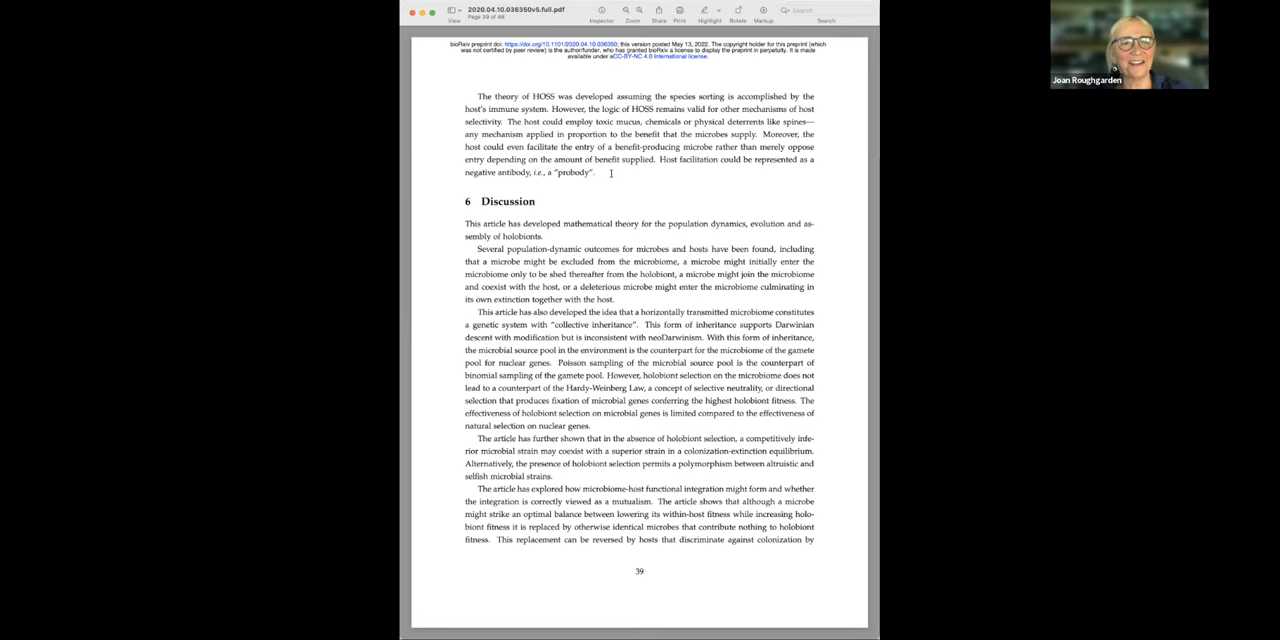 2020.04.10.036350v5.full.pdf
Page 39 of 46
View
Inspector
Zoom
Share
Print
Highlight
Rotate
Markup
Search
Search
Joan Roughgarden
bioRxiv preprint doi: https://doi.org/10.1101/2020.04.10.036350; this version posted May 13, 2022. The copyright holder for this preprint (which
was not certified by peer review) is the author/funder, who has granted bioRxiv a license to display the preprint in perpetuity. It is made
available under aCC-BY-NC 4.0 International license.
The theory of HOSS was developed assuming the species sorting is accomplished by the
host's immune system. However, the logic of HOSS remains valid for other mechanisms of host
selectivity. The host could employ toxic mucus, chemicals or physical deterrents like spines—
any mechanism applied in proportion to the benefit that the microbes supply. Moreover, the
host could even facilitate the entry of a benefit-producing microbe rather than merely oppose
entry depending on the amount of benefit supplied. Host facilitation could be represented as a
negative antibody, i.e., a "probody".
6 Discussion
This article has developed mathematical theory for the population dynamics, evolution and as-
sembly of holobionts.
Several population-dynamic outcomes for microbes and hosts have been found, including
that a microbe might be excluded from the microbiome, a microbe might initially enter the
microbiome only to be shed thereafter from the holobiont, a microbe might join the microbiome
and coexist with the host, or a deleterious microbe might enter the microbiome culminating in
its own extinction together with the host.
This article has also developed the idea that a horizontally transmitted microbiome constitutes
a genetic system with "collective inheritance". This form of inheritance supports Darwinian
descent with modification but is inconsistent with neoDarwinism. With this form of inheritance,
the microbial source pool in the environment is the counterpart for the microbiome of the gamete
pool for nuclear genes. Poisson sampling of the microbial source pool is the counterpart of
binomial sampling of the gamete pool. However, holobiont selection on the microbiome does not
lead to a counterpart of the Hardy-Weinberg Law, a concept of selective neutrality, or directional
selection that produces fixation of microbial genes conferring the highest holobiont fitness. The
effectiveness of holobiont selection on microbial genes is limited compared to the effectiveness of
natural selection on nuclear genes.
The article has further shown that in the absence of holobiont selection, a competitively infe-
rior microbial strain may coexist with a superior strain in a colonization-extinction equilibrium.
Alternatively, the presence of holobiont selection permits a polymorphism between altruistic and
selfish microbial strains.
The article has explored how microbiome-host functional integration might form and whether
the integration is correctly viewed as a mutualism. The article shows that although a microbe
might strike an optimal balance between lowering its within-host fitness while increasing holo-
biont fitness it is replaced by otherwise identical microbes that contribute nothing to holobiont
fitness. This replacement can be reversed by hosts that discriminate against colonization by
39